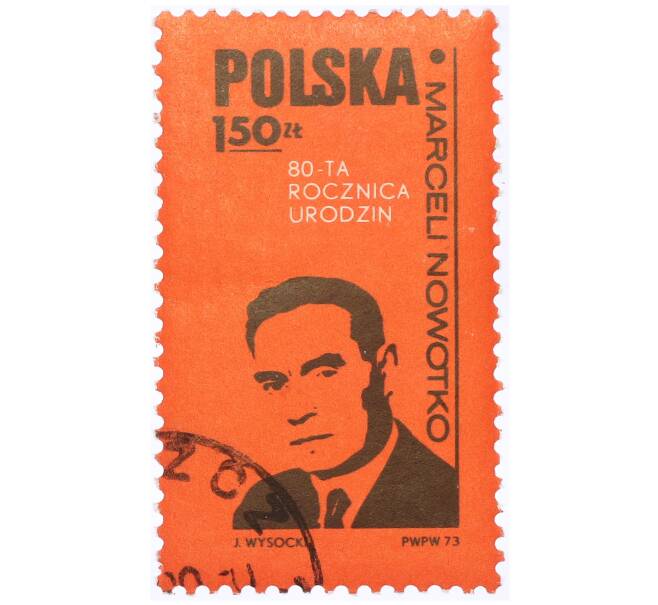 POLSKA
1 50 ZŁ
80-TA
ROCZNICA
URODZIN
• MARCELI NOWOTKO
J. WYSOCKI
PWPW 73